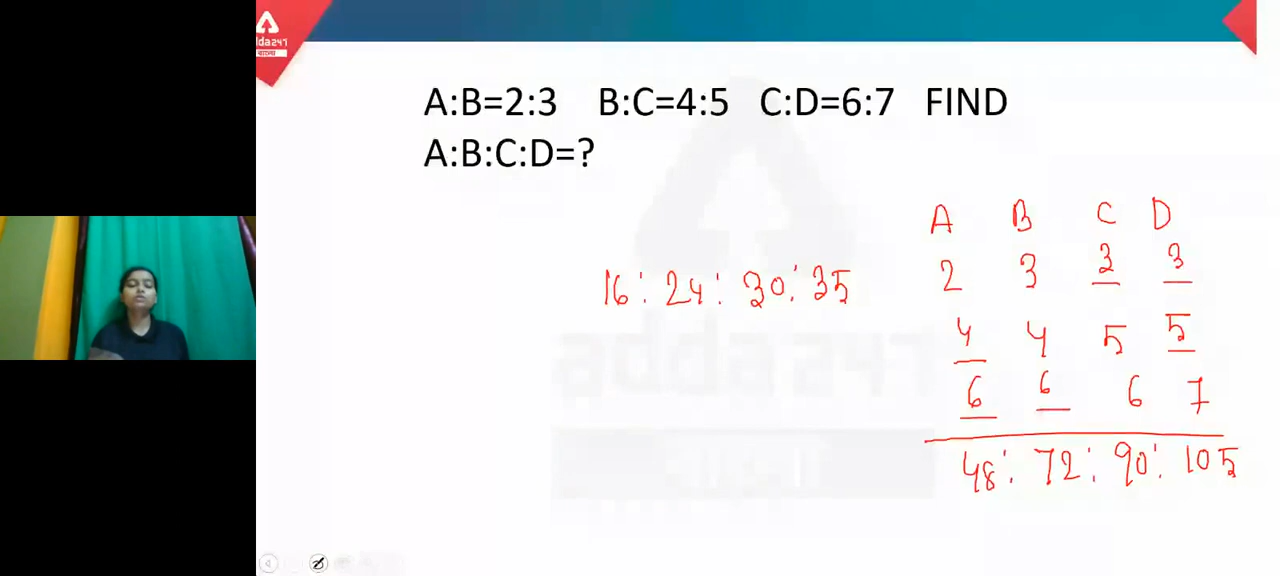 adda247
বাংলা
A:B=2:3 B:C=4:5 C:D=6:7 FIND
A:B:C:D=?
A B C D
2 3 3 3
4 4 5 5
6 6 6 7
48:72:90:105
16:24:30:35
adda247